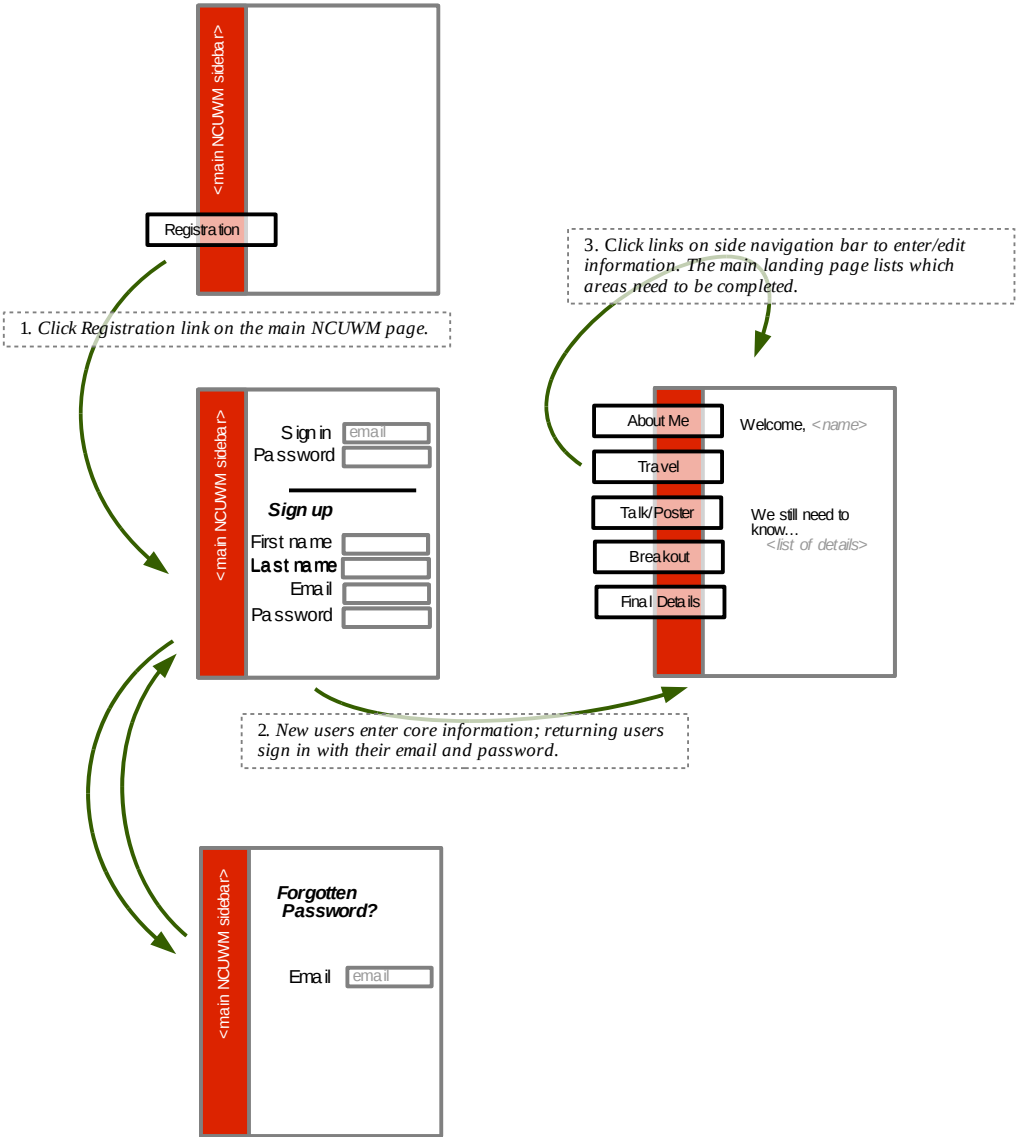 <main NCUWM sidebar>
Registration
1. Click Registration link on the main NCUWM page.
3. Click links on side navigation bar to enter/edit
information. The main landing page lists which
areas need to be completed.
<main NCUWM sidebar>
Sign in email
Password
Sign up
First name
Last name
Email
Password
About Me
Travel
Talk/Poster
Breakout
Final Details
Welcome, <name>
We still need to
know...
<list of details>
2. New users enter core information; returning users
sign in with their email and password.
<main NCUWM sidebar>
Forgotten
Password?
Email email